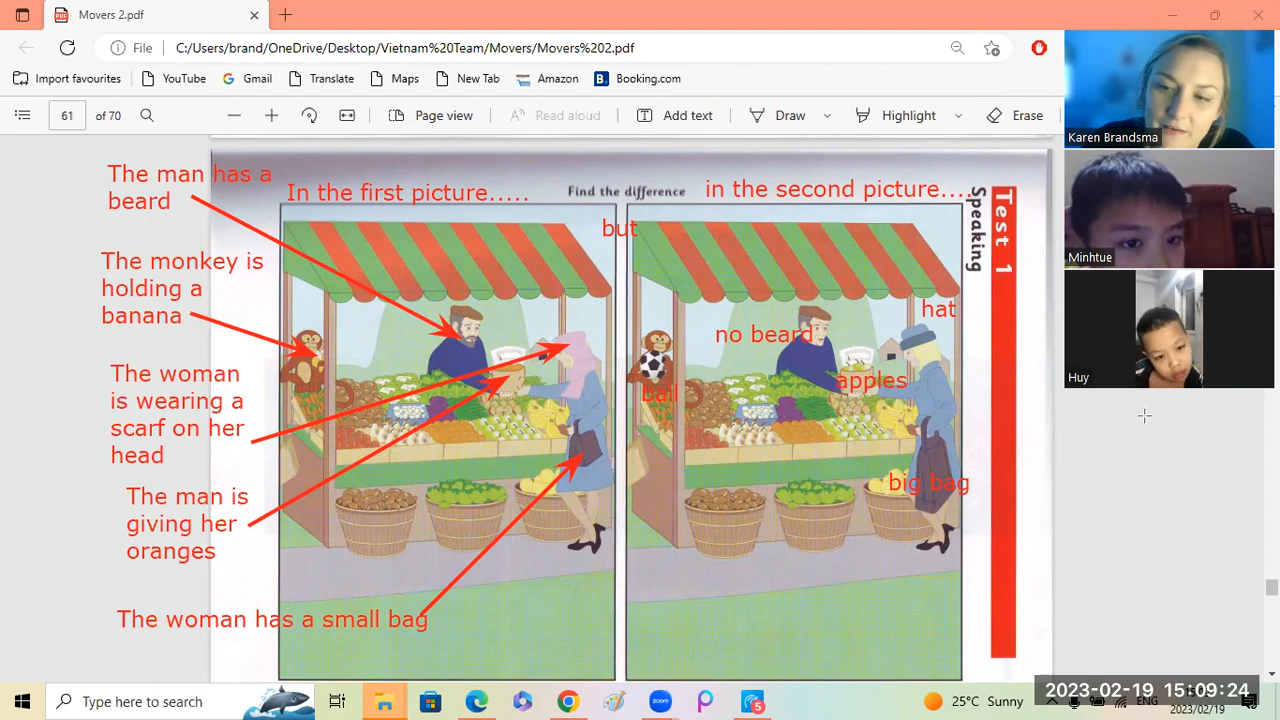 Movers 2.pdf
File
C:/Users/brand/OneDrive/Desktop/Vietnam%20Team/Movers/Movers%202.pdf
Import favourites
YouTube
Gmail
Translate
Maps
New Tab
Amazon
Booking.com
61 of 70
Page view
Read aloud
Add text
Draw
Highlight
Erase
Karen Brandsma
Minhtue
Huy
The man has a
beard
In the first picture.....
Find the difference
in the second picture....
Test 1
Speaking
but
The monkey is
holding a
banana
hat
no beard
The woman
is wearing a
scarf on her
head
apples
ball
The man is
giving her
oranges
big bag
The woman has a small bag
Type here to search
5
25°C Sunny
ENG
2023-02-19 15:09:24
2023/02/19